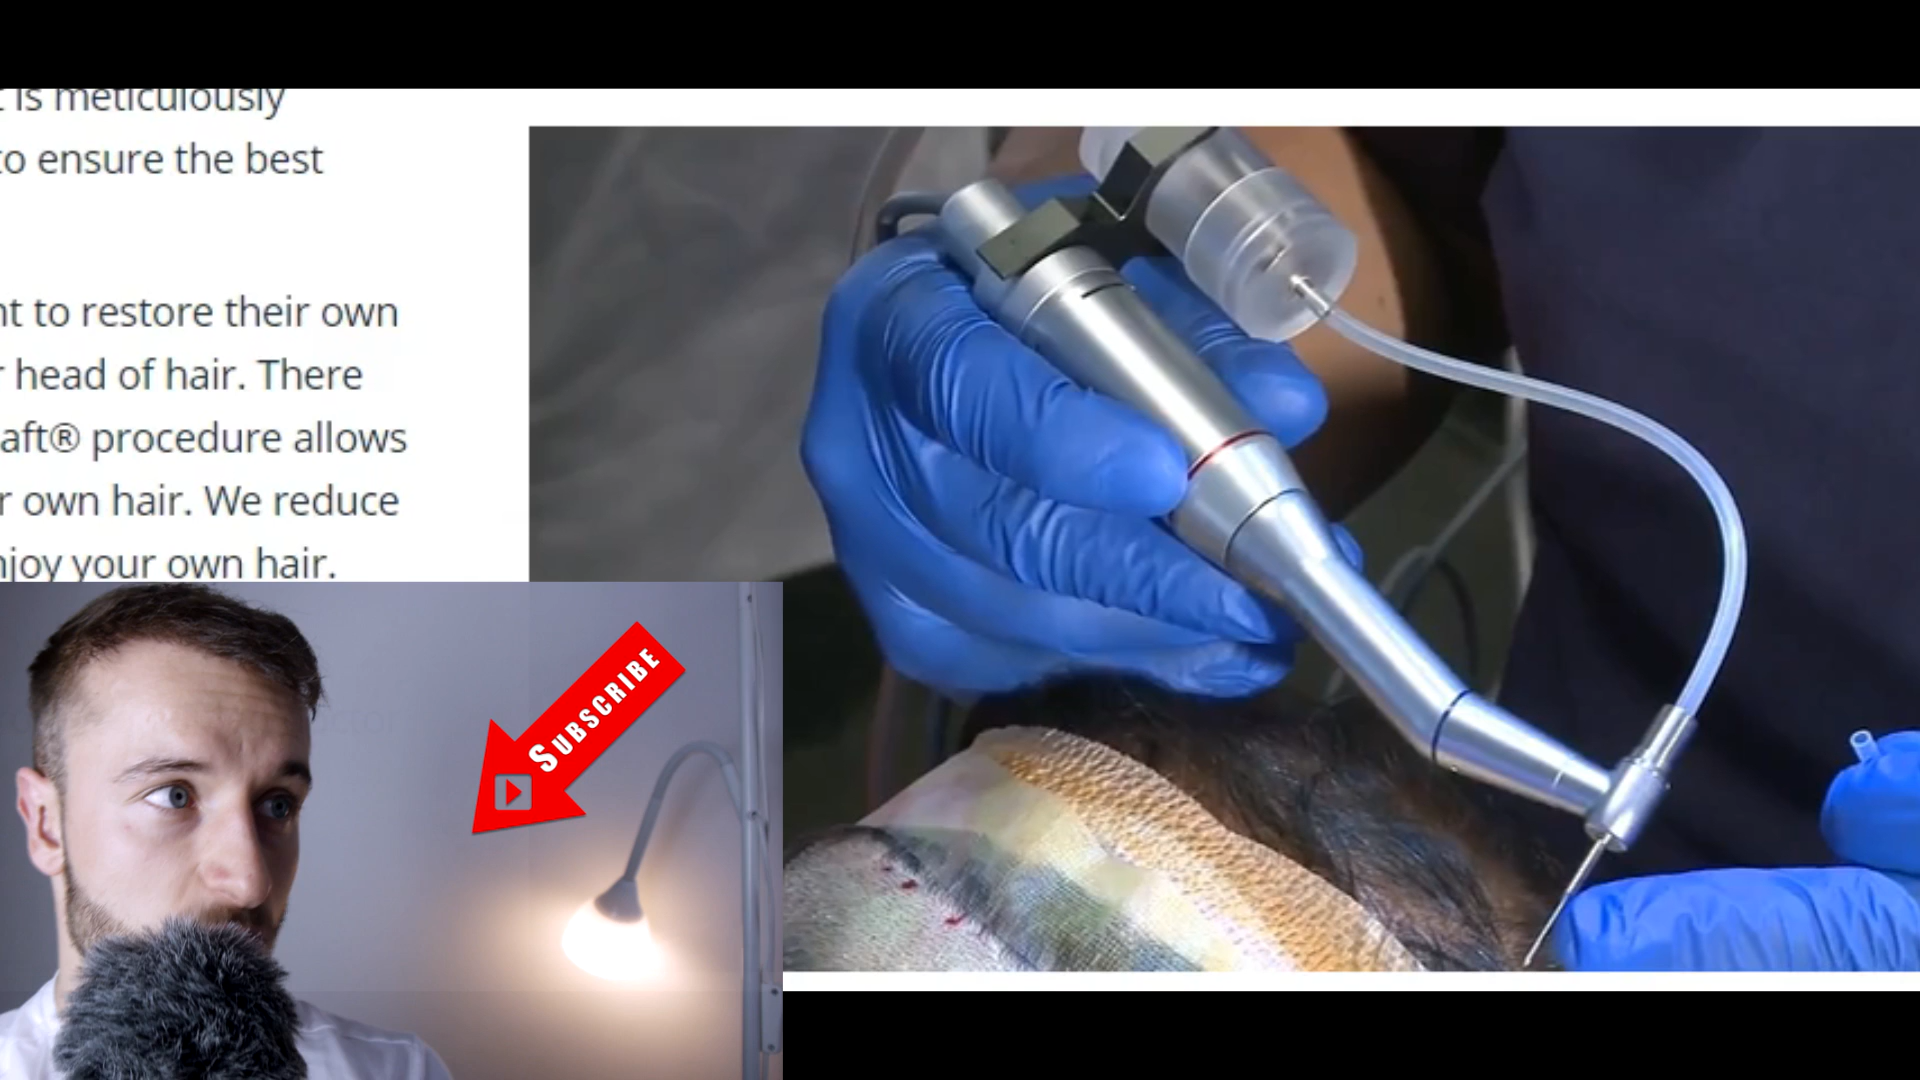 is meticulously
to ensure the best
nt to restore their own
r head of hair. There
aft® procedure allows
r own hair. We reduce
njoy your own hair.
SUBSCRIBE